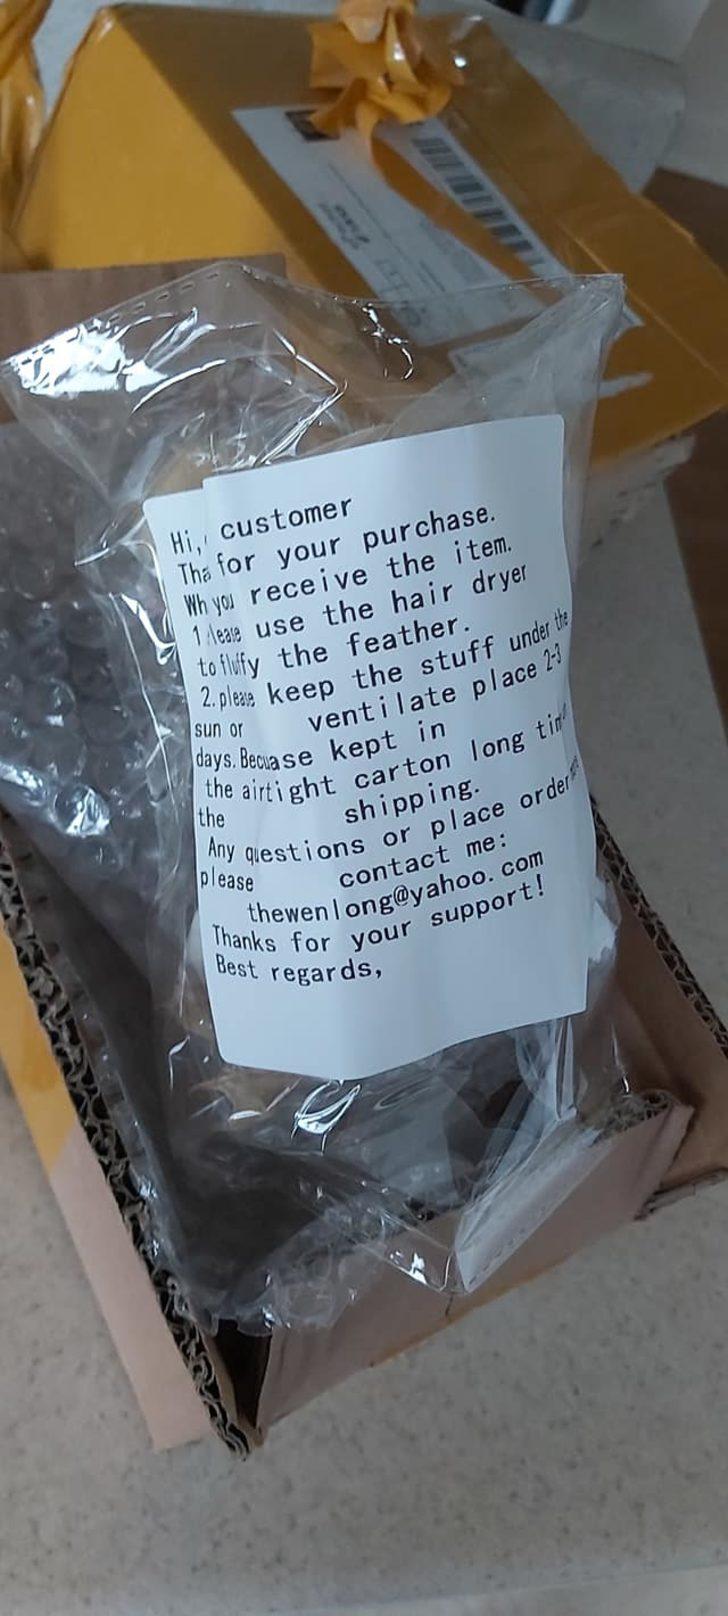 Hi, customer
Tha for your purchase.
Wh you receive the item.
1 lease use the hair dryer
to fluffy the feather.
2. please keep the stuff under the
sun or ventilate place 2-3
days. Becuase kept in
the airtight carton long tim
the shipping.
Any questions or place order
please contact me:
thewenlong@yahoo.com
Thanks for your support!
Best regards,